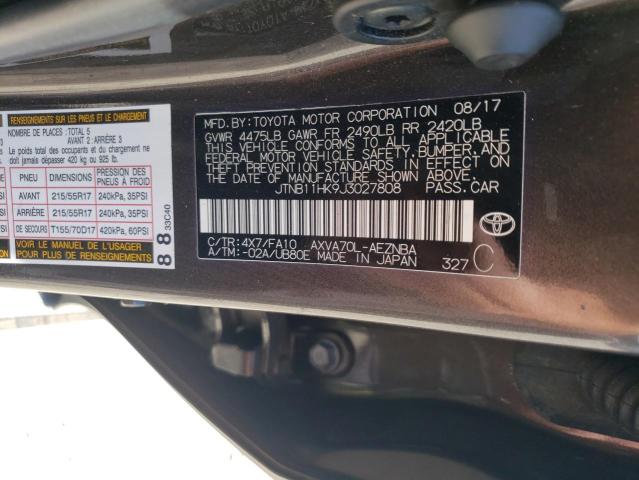 RENSEIGNEMENTS SUR LES PNEUS ET LE CHARGEMENT
NOMBRE DE PLACES : TOTAL 5
AVANT 2 : ARRIÈRE 3
Le poids total des occupants et du chargement ne
doit jamais dépasser 420 kg ou 925 lb.
PNEU DIMENSIONS PRESSION DES PNEUS À FROID
AVANT 215/55R17 240kPa, 35PSI
ARRIÈRE 215/55R17 240kPa, 35PSI
DE SECOURS T155/70D17 420kPa, 60PSI
VOIR LE MANUEL DE L'USAGER
POUR PLUS DE RENSEIGNEMENTS
8 8 33C40
MFD. BY: TOYOTA MOTOR CORPORATION 08/17
GVWR 4475LB GAWR FR 2490LB RR 2420LB
THIS VEHICLE CONFORMS TO ALL APPLICABLE
FEDERAL MOTOR VEHICLE SAFETY, BUMPER, AND
THEFT PREVENTION STANDARDS IN EFFECT ON
THE DATE OF MANUFACTURE SHOWN ABOVE.
JTNB11HK9J3027808 PASS. CAR
C/TR: 4X7/FA10 AXVA70L-AEZNBA
A/TM: -02A/UB80E MADE IN JAPAN 327 C